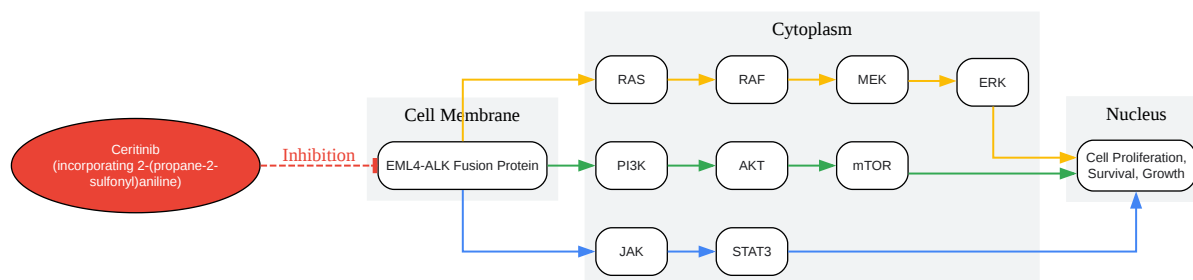 Cytoplasm
RAS
RAF
MEK
ERK
Cell Membrane
Nucleus
Ceritinib
(incorporating 2-(propane-2-
sulfonyl)aniline)
Inhibition
EML4-ALK Fusion Protein
PI3K
AKT
mTOR
Cell Proliferation,
Survival, Growth
JAK
STAT3